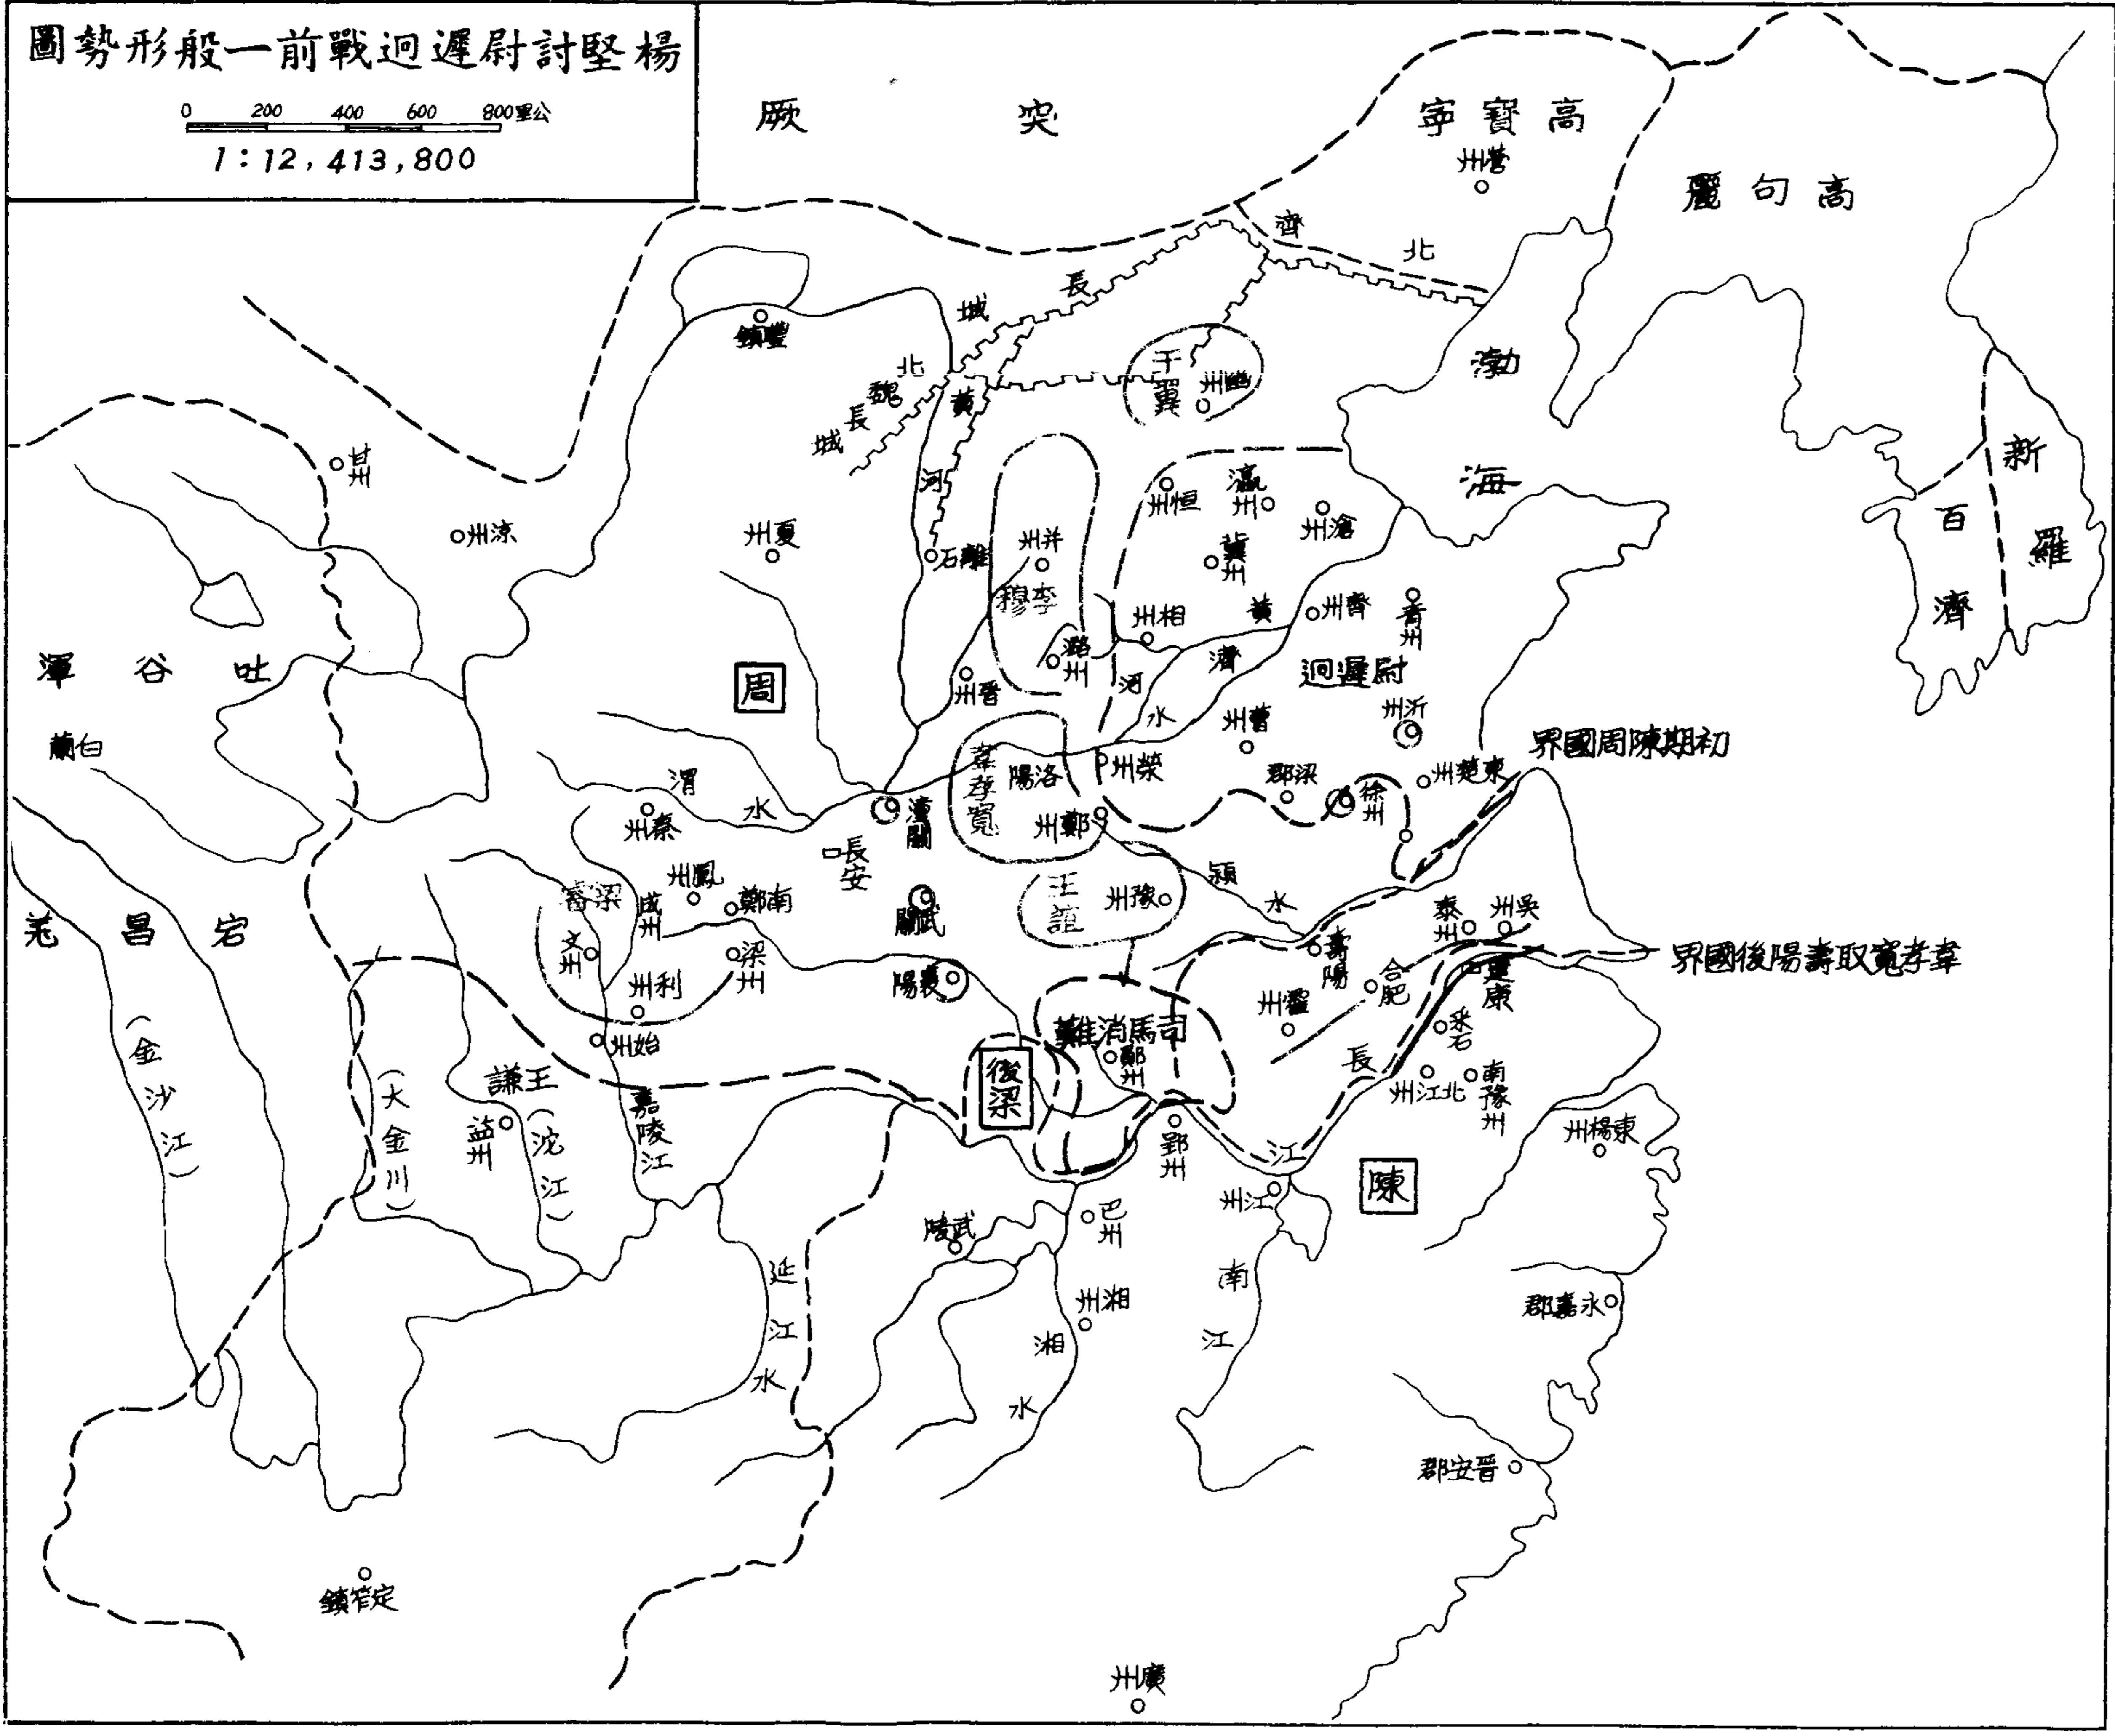 楊堅討尉遲迥戰前一般形勢圖
0 200 400 600 800公里
1:12,413,800
突厥
高寶寧
營州
高句麗
北齊
長城
北魏長城
豐鎮
黃河
于翼
幽州
渤海
新羅
百濟
甘州
涼州
夏州
離石
并州
李穆
潞州
晉州
恒州
瀛州
滄州
冀州
相州
黃河
濟水
齊州
青州
尉遲迥
沂州
曹州
吐谷渾
白蘭
周
初期陳周國界
渭水
秦州
潼關
長安
韋孝寬
洛陽
滎州
鄭州
梁郡
徐州
東楚州
宕昌羌
梁睿
成州
鳳州
南鄭
文州
利州
梁州
始州
武關
襄陽
王誼
豫州
潁水
壽陽
合肥
霍州
泰州
吳州
建康
采石
韋孝寬取壽陽後國界
司馬消難
鄖州
後梁
長江
北江州
南豫州
東楊州
(金沙江)
(大金川)
王謙
益州
(沱江)
嘉陵江
延江水
武陵
巴州
郢州
江州
陳
湘州
湘水
南江
永嘉郡
晉安郡
定筰鎮
廣州